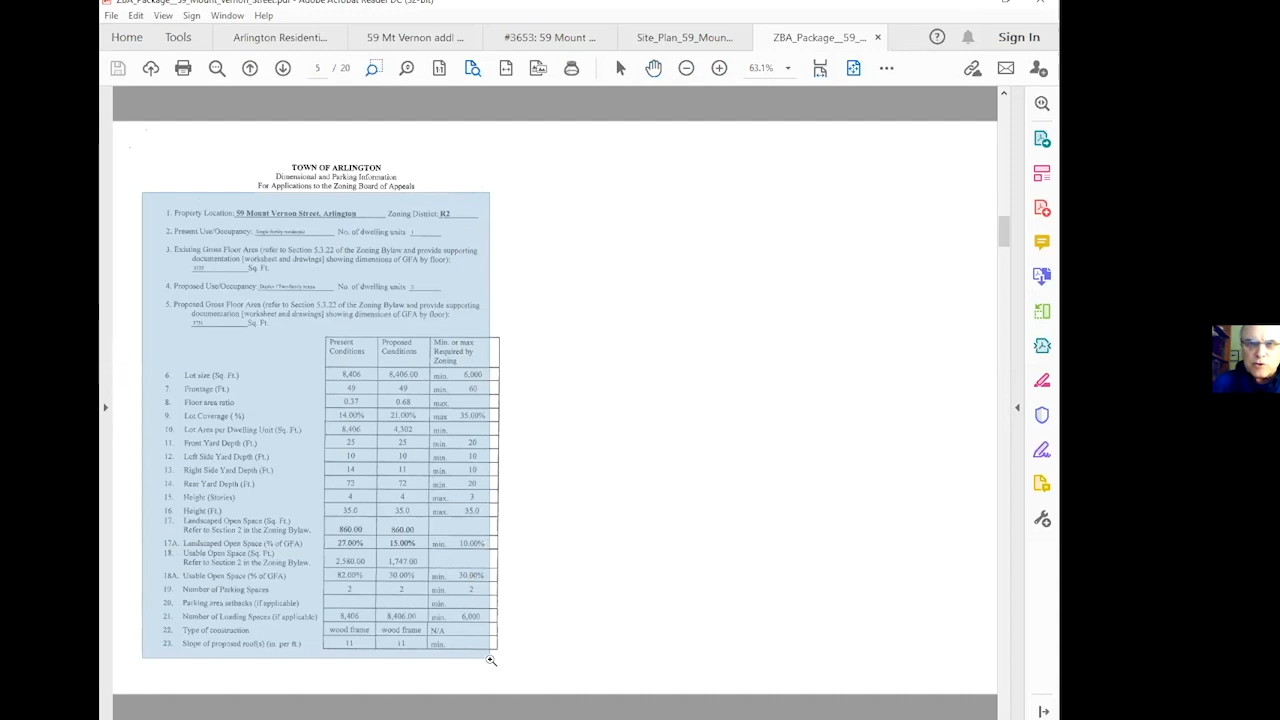 ZBA_Package__59_Mount_Vernon_Street.pdf - Adobe Acrobat Reader DC (32-bit)
File Edit View Sign Window Help
Home Tools Arlington Residenti... 59 Mt Vernon addl ... #3653: 59 Mount ... Site_Plan_59_Moun... ZBA_Package__59_... × Sign In
5 / 20 63.1%
TOWN OF ARLINGTON
Dimensional and Parking Information
For Applications to the Zoning Board of Appeals
1. Property Location: 59 Mount Vernon Street, Arlington Zoning District: R2
2. Present Use/Occupancy: Single family residential No. of dwelling units 1
3. Existing Gross Floor Area (refer to Section 5.3.22 of the Zoning Bylaw and provide supporting
documentation [worksheet and drawings] showing dimensions of GFA by floor):
Sq. Ft.
4. Proposed Use/Occupancy: No. of dwelling units
5. Proposed Gross Floor Area (refer to Section 5.3.22 of the Zoning Bylaw and provide supporting
documentation [worksheet and drawings] showing dimensions of GFA by floor):
Sq. Ft.
Present Proposed Min. or max
Conditions Conditions Required by
Zoning
6. Lot size (Sq. Ft.) 8,406 8,406.00 min. 6,000
7. Frontage (Ft.) 49 49 min. 60
8. Floor area ratio 0.37 0.68 max.
9. Lot Coverage ( %) 14.00% 21.00% max 35.00%
10. Lot Area per Dwelling Unit (Sq. Ft.) 8,406 4,302 min.
11. Front Yard Depth (Ft.) 25 25 min. 20
12. Left Side Yard Depth (Ft.) 10 10 min. 10
13. Right Side Yard Depth (Ft.) 14 11 min. 10
14. Rear Yard Depth (Ft.) 72 72 min 20
15. Height (Stories) 4 4 max. 3
16. Height (Ft.) 35.0 35.0 max. 35.0
17. Landscaped Open Space (Sq. Ft.)
Refer to Section 2 in the Zoning Bylaw. 860.00 860.00
17A. Landscaped Open Space (% of GFA) 27.00% 15.00% min. 10.00%
18. Usable Open Space (Sq. Ft.)
Refer to Section 2 in the Zoning Bylaw. 2,580.00 1,747.00
18A. Usable Open Space (% of GFA) 82.00% 30.00% min. 30.00%
19. Number of Parking Spaces 2 2 min. 2
20. Parking area setbacks (if applicable) min.
21. Number of Loading Spaces (if applicable) 8,406 8,406.00 min. 6,000
22. Type of construction wood frame wood frame N/A
23. Slope of proposed roof(s) (in. per ft.) 11 11 min.